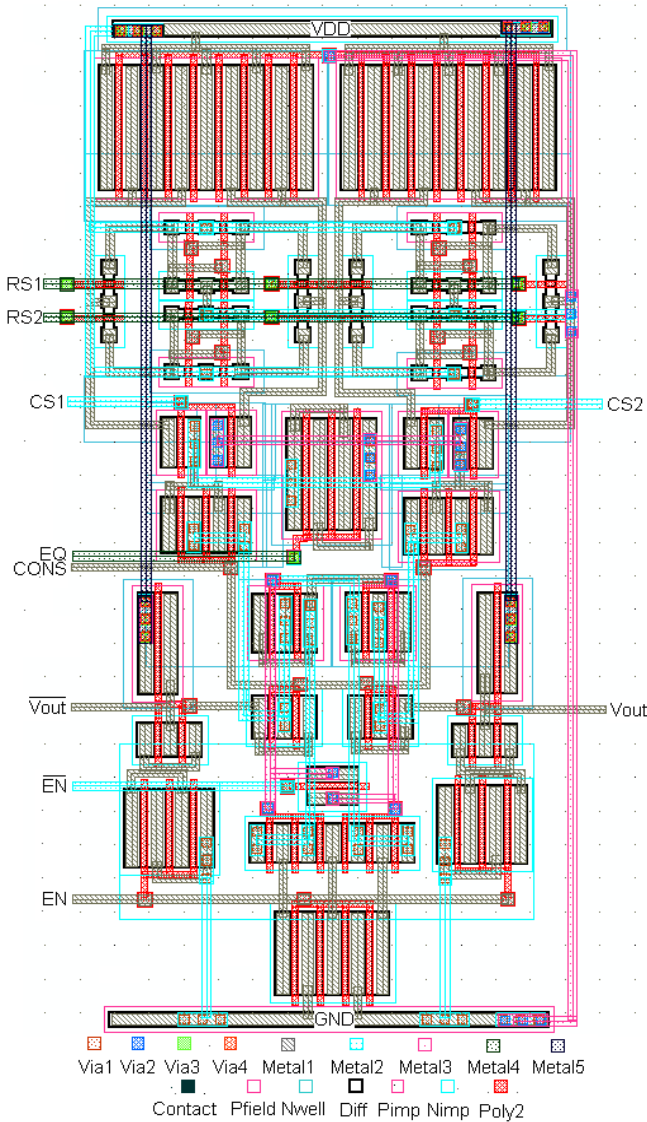 VDD
RS1
RS2
CS1 CS2
EQ
CONS
Vout Vout
EN
EN
GND
Via1 Via2 Via3 Via4 Metal1 Metal2 Metal3 Metal4 Metal5
Contact Pfield Nwell Diff Pimp Nimp Poly2